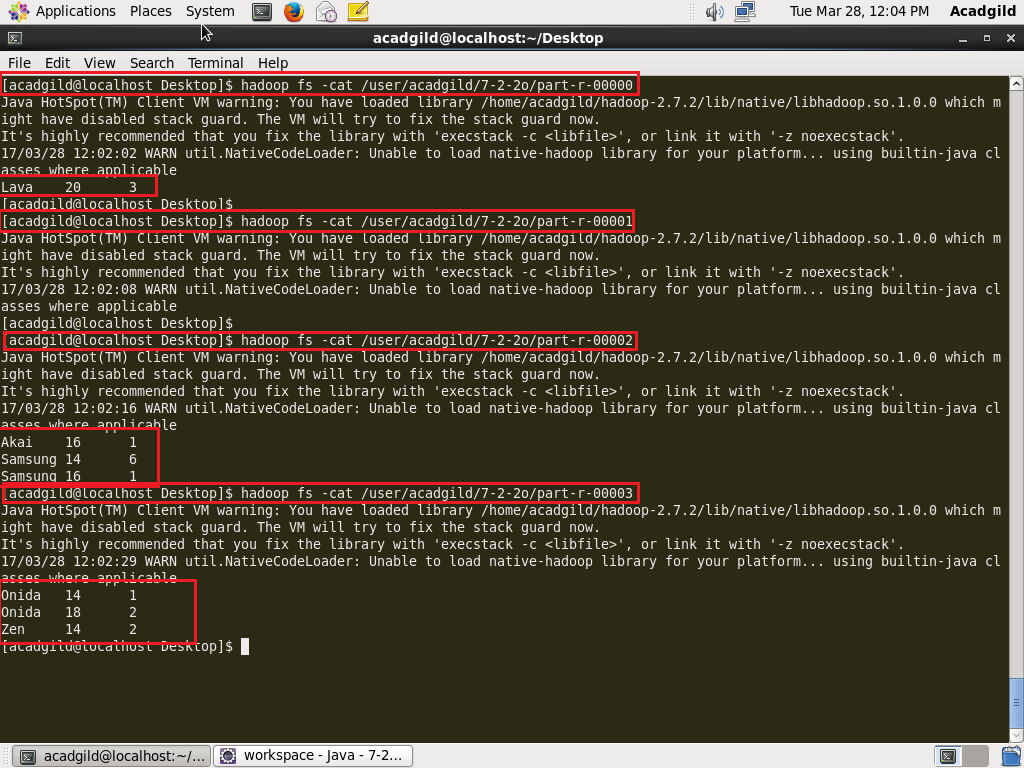 Applications Places System Tue Mar 28, 12:04 PM Acadgild
acadgild@localhost:~/Desktop
File Edit View Search Terminal Help
[acadgild@localhost Desktop]$ hadoop fs -cat /user/acadgild/7-2-2o/part-r-00000
Java HotSpot(TM) Client VM warning: You have loaded library /home/acadgild/hadoop-2.7.2/lib/native/libhadoop.so.1.0.0 which m
ight have disabled stack guard. The VM will try to fix the stack guard now.
It's highly recommended that you fix the library with 'execstack -c <libfile>', or link it with '-z noexecstack'.
17/03/28 12:02:02 WARN util.NativeCodeLoader: Unable to load native-hadoop library for your platform... using builtin-java cl
asses where applicable
Lava 20 3
[acadgild@localhost Desktop]$
[acadgild@localhost Desktop]$ hadoop fs -cat /user/acadgild/7-2-2o/part-r-00001
Java HotSpot(TM) Client VM warning: You have loaded library /home/acadgild/hadoop-2.7.2/lib/native/libhadoop.so.1.0.0 which m
ight have disabled stack guard. The VM will try to fix the stack guard now.
It's highly recommended that you fix the library with 'execstack -c <libfile>', or link it with '-z noexecstack'.
17/03/28 12:02:08 WARN util.NativeCodeLoader: Unable to load native-hadoop library for your platform... using builtin-java cl
asses where applicable
[acadgild@localhost Desktop]$
[acadgild@localhost Desktop]$ hadoop fs -cat /user/acadgild/7-2-2o/part-r-00002
Java HotSpot(TM) Client VM warning: You have loaded library /home/acadgild/hadoop-2.7.2/lib/native/libhadoop.so.1.0.0 which m
ight have disabled stack guard. The VM will try to fix the stack guard now.
It's highly recommended that you fix the library with 'execstack -c <libfile>', or link it with '-z noexecstack'.
17/03/28 12:02:16 WARN util.NativeCodeLoader: Unable to load native-hadoop library for your platform... using builtin-java cl
asses where applicable
Akai 16 1
Samsung 14 6
Samsung 16 1
[acadgild@localhost Desktop]$ hadoop fs -cat /user/acadgild/7-2-2o/part-r-00003
Java HotSpot(TM) Client VM warning: You have loaded library /home/acadgild/hadoop-2.7.2/lib/native/libhadoop.so.1.0.0 which m
ight have disabled stack guard. The VM will try to fix the stack guard now.
It's highly recommended that you fix the library with 'execstack -c <libfile>', or link it with '-z noexecstack'.
17/03/28 12:02:29 WARN util.NativeCodeLoader: Unable to load native-hadoop library for your platform... using builtin-java cl
asses where applicable
Onida 14 1
Onida 18 2
Zen 14 2
[acadgild@localhost Desktop]$
acadgild@localhost:~/... workspace - Java - 7-2...